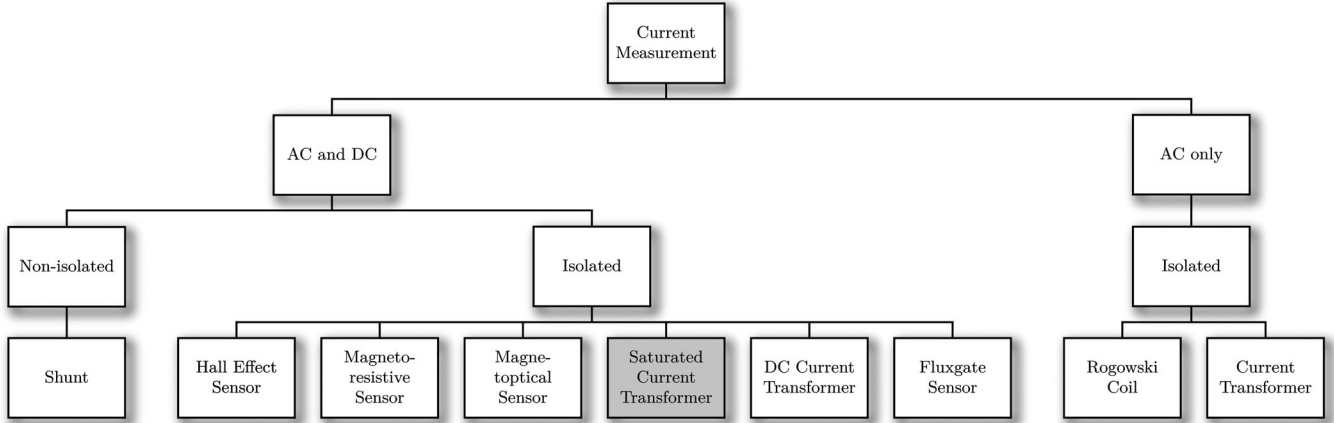 Current
Measurement
AC and DC
AC only
Non-isolated
Isolated
Isolated
Shunt
Hall Effect
Sensor
Magneto-
resistive
Sensor
Magne-
toptical
Sensor
Saturated
Current
Transformer
DC Current
Transformer
Fluxgate
Sensor
Rogowski
Coil
Current
Transformer